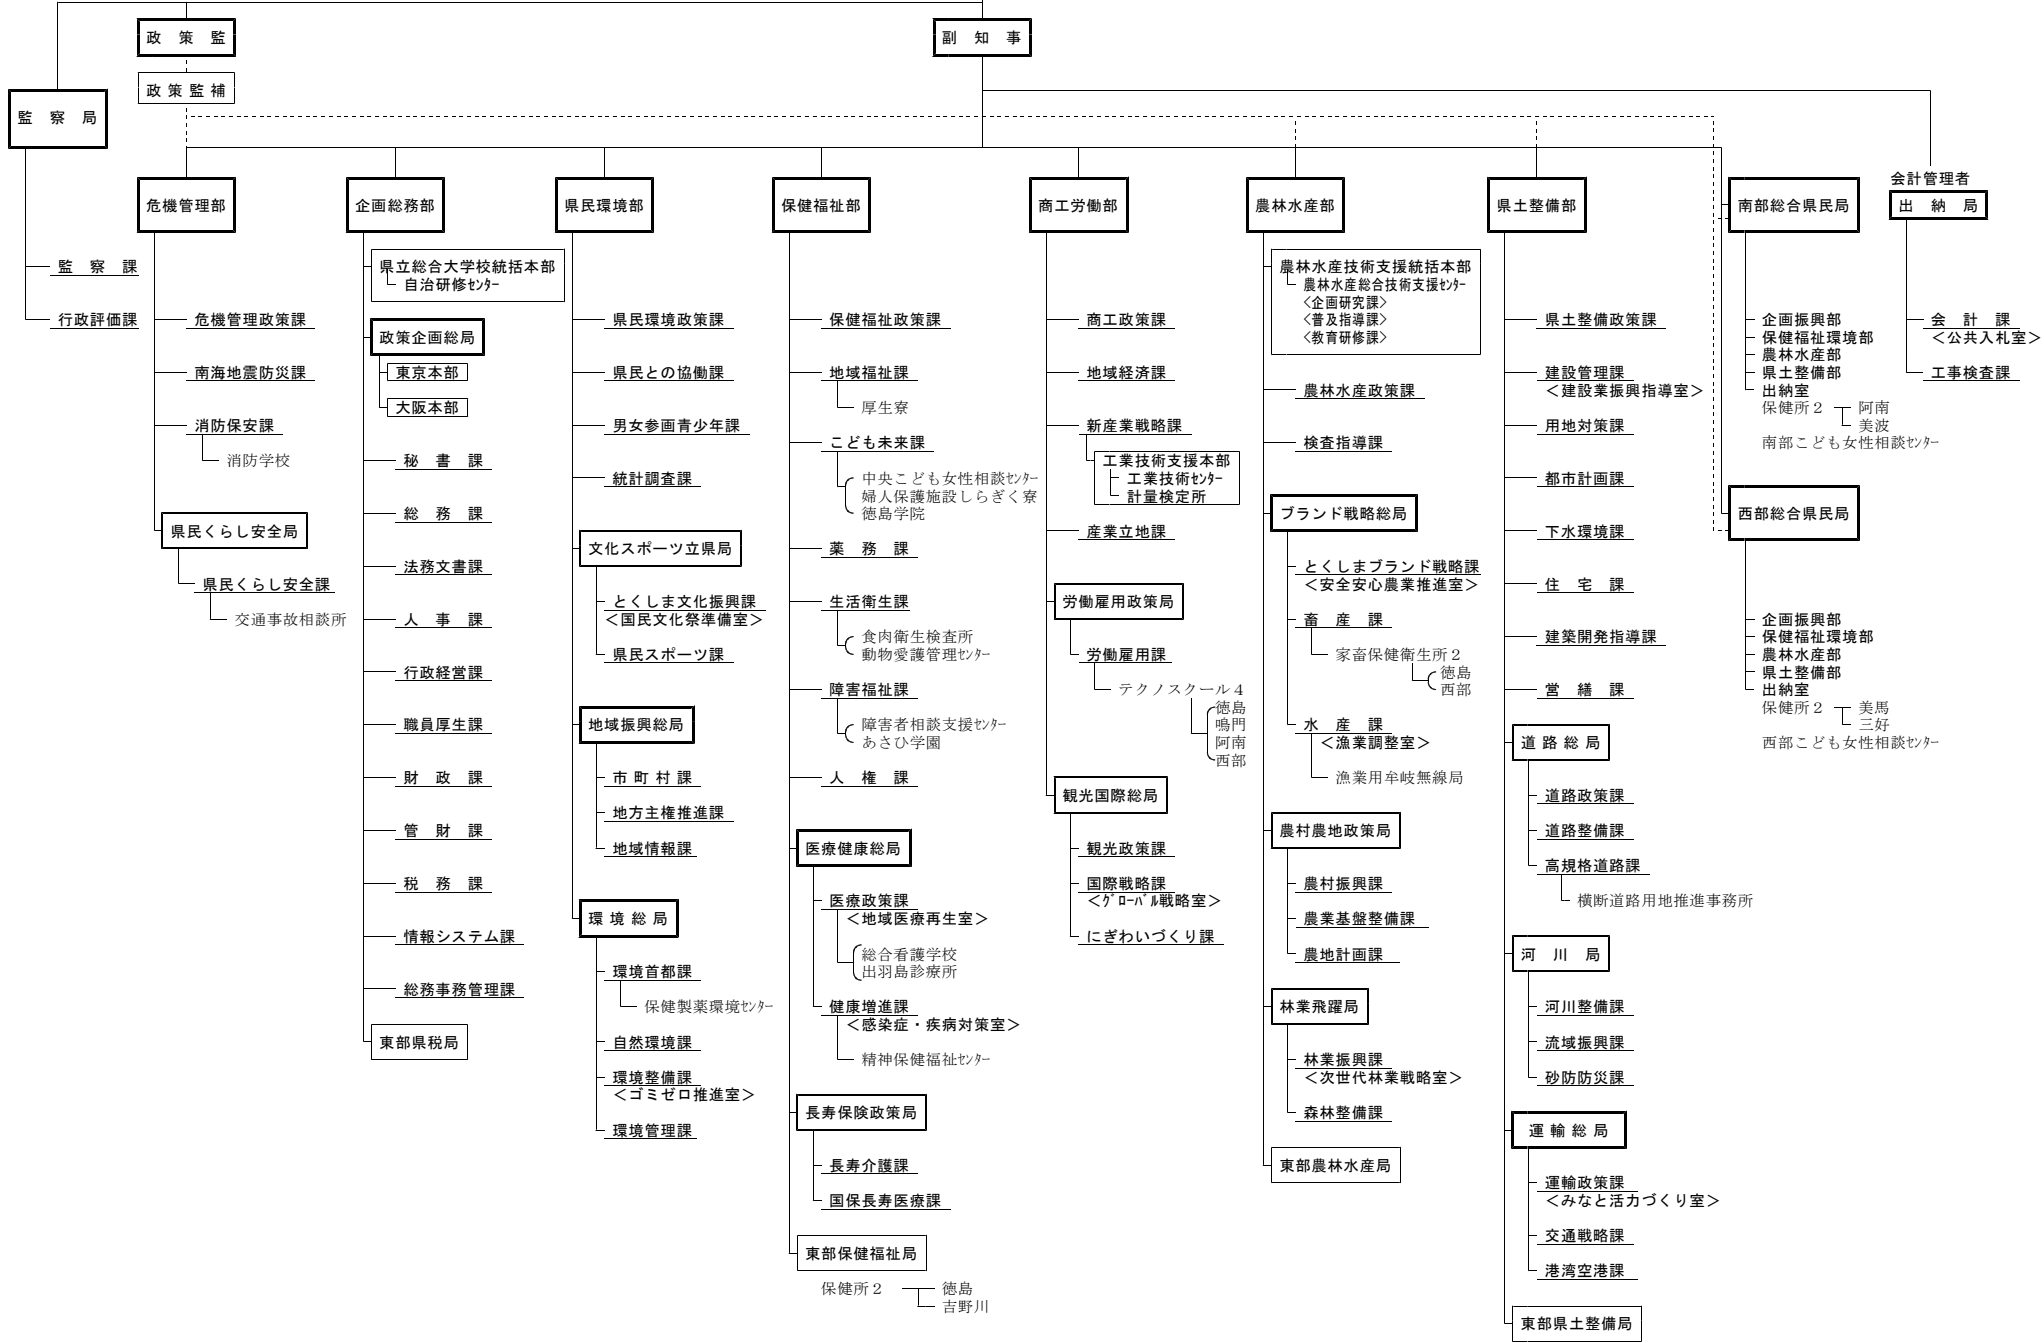 政　策　監
副　知　事
政 策 監 補
監　察　局
監　察　課
行政評価課
危機管理部
危機管理政策課
南海地震防災課
消防保安課
消防学校
県民くらし安全局
県民くらし安全課
交通事故相談所
企画総務部
県立総合大学校統括本部
自治研修ｾﾝﾀｰ
政策企画総局
東京本部
大阪本部
秘　書　課
総　務　課
法務文書課
人　事　課
行政経営課
職員厚生課
財　政　課
管　財　課
税　務　課
情報システム課
総務事務管理課
東部県税局
県民環境部
県民環境政策課
県民との協働課
男女参画青少年課
統計調査課
文化スポーツ立県局
とくしま文化振興課
＜国民文化祭準備室＞
県民スポーツ課
地域振興総局
市 町 村 課
地方主権推進課
地域情報課
環 境 総 局
環境首都課
保健製薬環境ｾﾝﾀｰ
自然環境課
環境整備課
＜ゴミゼロ推進室＞
環境管理課
保健福祉部
保健福祉政策課
地域福祉課
厚生寮
こども未来課
中央こども女性相談ｾﾝﾀｰ
婦人保護施設しらぎく寮
徳島学院
薬　務　課
生活衛生課
食肉衛生検査所
動物愛護管理ｾﾝﾀｰ
障害福祉課
障害者相談支援ｾﾝﾀｰ
あさひ学園
人　権　課
医療健康総局
医療政策課
＜地域医療再生室＞
総合看護学校
出羽島診療所
健康増進課
＜感染症・疾病対策室＞
精神保健福祉ｾﾝﾀｰ
長寿保険政策局
長寿介護課
国保長寿医療課
東部保健福祉局
保健所２
徳島
吉野川
商工労働部
商工政策課
地域経済課
新産業戦略課
工業技術支援本部
工業技術ｾﾝﾀｰ
計量検定所
産業立地課
労働雇用政策局
労働雇用課
テクノスクール４
徳島
鳴門
阿南
西部
観光国際総局
観光政策課
国際戦略課
＜ｸﾞﾛｰﾊﾞﾙ戦略室＞
にぎわいづくり課
農林水産部
農林水産技術支援統括本部
農林水産総合技術支援ｾﾝﾀｰ
＜企画研究課＞
＜普及指導課＞
＜教育研修課＞
農林水産政策課
検査指導課
ブランド戦略総局
とくしまブランド戦略課
＜安全安心農業推進室＞
畜　産　課
家畜保健衛生所２
徳島
西部
水　産　課
＜漁業調整室＞
漁業用牟岐無線局
農村農地政策局
農村振興課
農業基盤整備課
農地計画課
林業飛躍局
林業振興課
＜次世代林業戦略室＞
森林整備課
東部農林水産局
県土整備部
県土整備政策課
建設管理課
＜建設業振興指導室＞
用地対策課
都市計画課
下水環境課
住　宅　課
建築開発指導課
営　繕　課
道 路 総 局
道路政策課
道路整備課
高規格道路課
横断道路用地推進事務所
河　川　局
河川整備課
流域振興課
砂防防災課
運 輸 総 局
運輸政策課
＜みなと活力づくり室＞
交通戦略課
港湾空港課
東部県土整備局
南部総合県民局
企画振興部
保健福祉環境部
農林水産部
県土整備部
出納室
保健所２
阿南
美波
南部こども女性相談ｾﾝﾀｰ
西部総合県民局
企画振興部
保健福祉環境部
農林水産部
県土整備部
出納室
保健所２
美馬
三好
西部こども女性相談ｾﾝﾀｰ
会計管理者
出　納　局
会　計　課
＜公共入札室＞
工事検査課